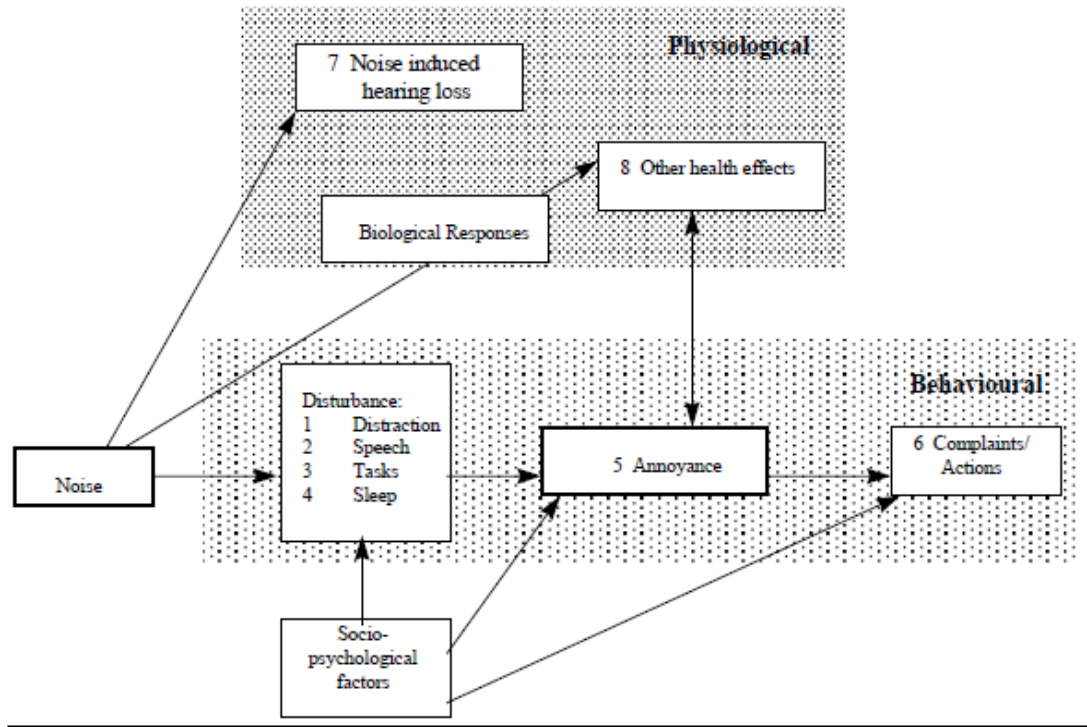 Physiological
7 Noise induced
hearing loss
8 Other health effects
Biological Responses
Behavioural
Disturbance:
1 Distraction
2 Speech
3 Tasks
4 Sleep
Noise
5 Annoyance
6 Complaints/
Actions
Socio-
psychological
factors